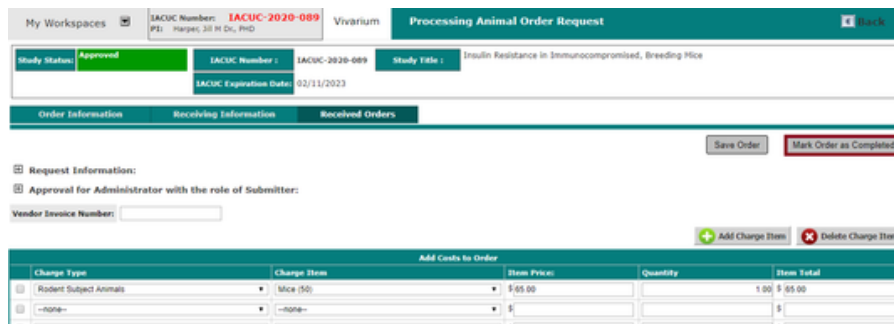 My Workspaces IACUC Number: IACUC-2020-089 Vivarium Processing Animal Order Request Back
PI: Harper, Jill M Dr, PHD
Study Status: Approved IACUC Number : IACUC-2020-089 Study Title : Insulin Resistance in Immunocompromised, Breeding Mice
IACUC Expiration Date: 02/11/2023
Order Information Receiving Information Received Orders
Save Order Mark Order as Completed
Request Information:
Approval for Administrator with the role of Submitter:
Vendor Invoice Number:
Add Charge Item Delete Charge Iter
Add Costs to Order
Charge Type Charge Item Item Price: Quantity Item Total
Rodent Subject Animals Mice (50) $ 65.00 1.00 $ 65.00
--none-- --none-- $ $